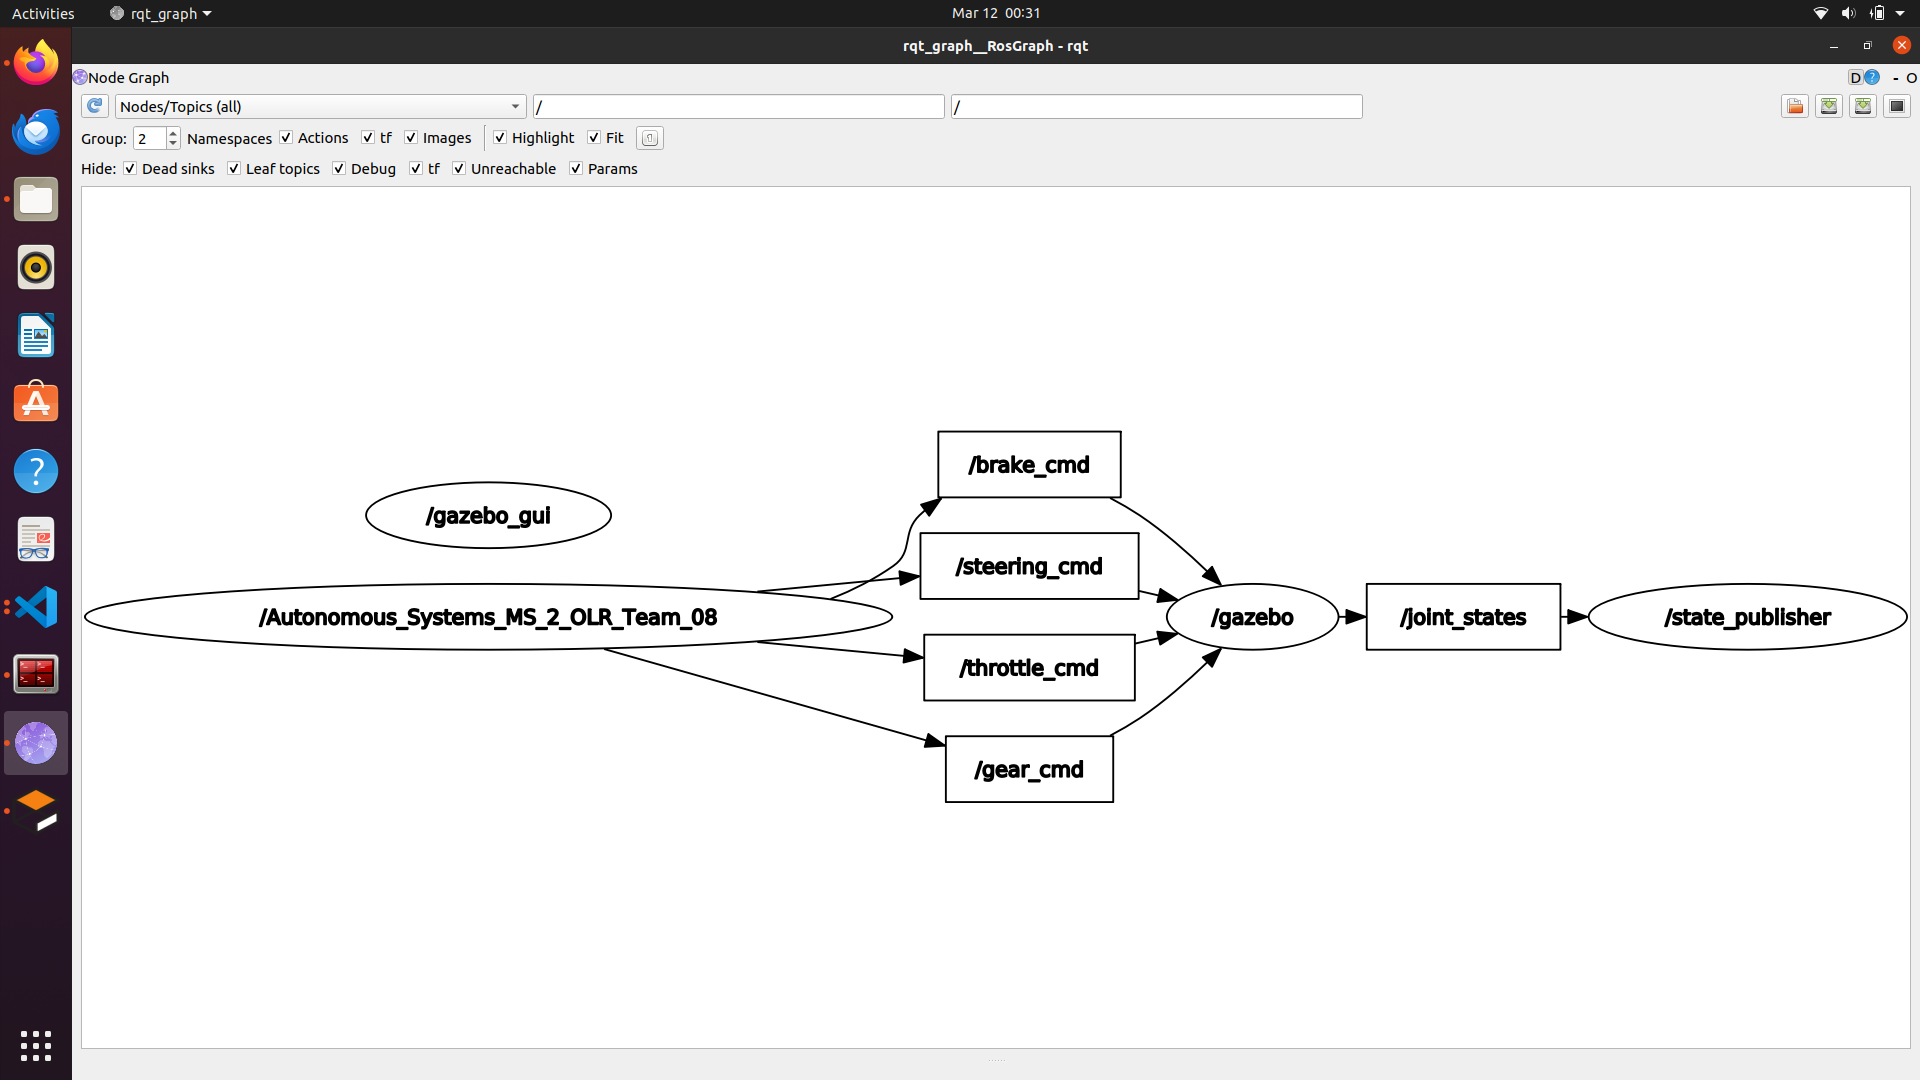 Activities rqt_graph Mar 12 00:31
rqt_graph__RosGraph - rqt
Node Graph D ? - O
Nodes/Topics (all) / /
Group: 2 Namespaces Actions tf Images Highlight Fit
Hide: Dead sinks Leaf topics Debug tf Unreachable Params
/brake_cmd
/gazebo_gui
/steering_cmd
/Autonomous_Systems_MS_2_OLR_Team_08 /gazebo /joint_states /state_publisher
/throttle_cmd
/gear_cmd